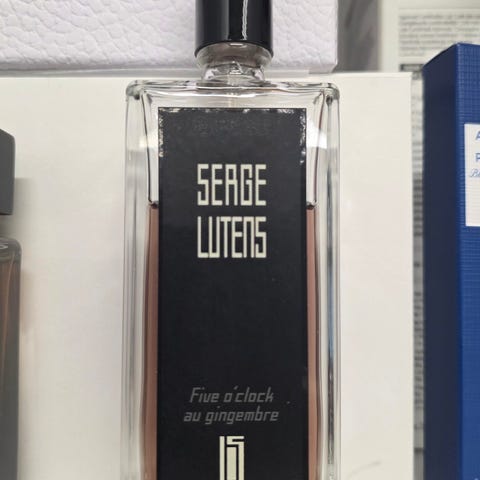 SERGE
LUTENS
Five o'clock
au gingembre